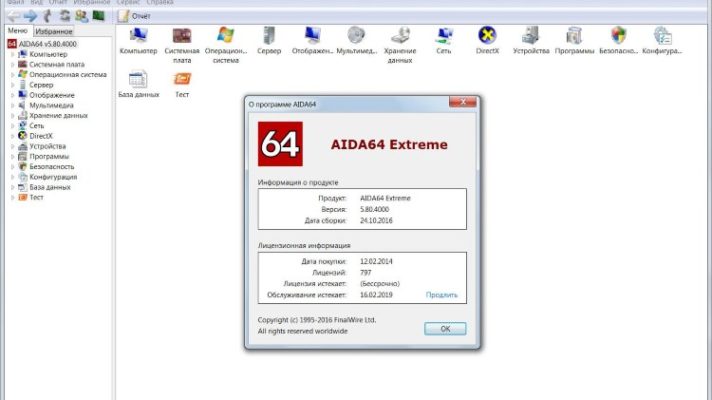 Файл Вид Отчёт Избранное Сервис Справка
Отчёт
Меню Избранное
64 AIDA64 v5.80.4000
Компьютер
Системная плата
Операционная система
Сервер
Отображение
Мультимедиа
Хранение данных
Сеть
DirectX
Устройства
Программы
Безопасность
Конфигурация
База данных
Тест
Компьютер Системная плата Операцион... система Сервер Отображен... Мультимед... Хранение данных Сеть DirectX Устройства Программы Безопасно... Конфигура...
База данных Тест
О программе AIDA64
64 AIDA64 Extreme
Информация о продукте
Продукт: AIDA64 Extreme
Версия: 5.80.4000
Дата сборки: 24.10.2016
Лицензионная информация
Дата покупки: 12.02.2014
Лицензий: 797
Лицензия истекает: (Бессрочно)
Обслуживание истекает: 16.02.2019 Продлить
Copyright (c) 1995-2016 FinalWire Ltd.
All rights reserved worldwide
OK